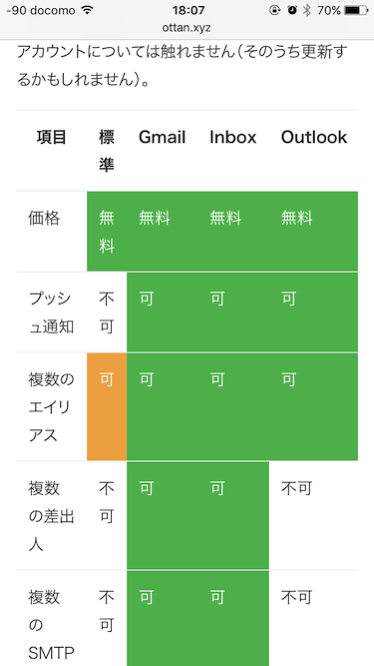 -90 docomo 18:07 70%
ottan.xyz
アカウントについては触れません（そのうち更新す
るかもしれません）。
項目 標準 Gmail Inbox Outlook
価格 無料 無料 無料 無料
プッシュ通知 不可 可 可 可
複数のエイリアス 可 可 可 可
複数の差出人 不可 可 可 不可
複数のSMTP 不可 可 可 不可